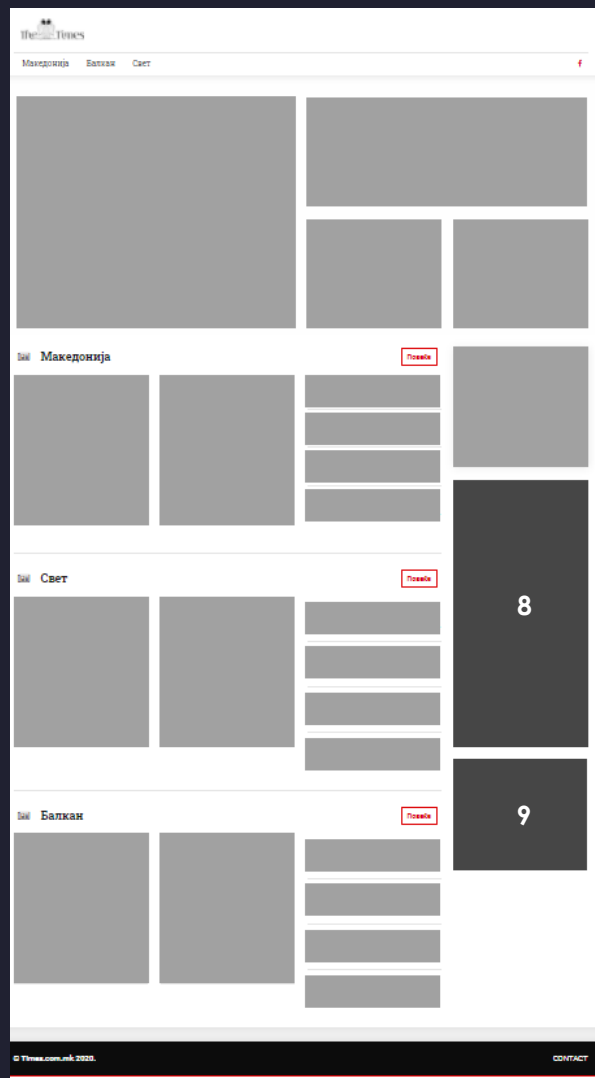 The Times
Македонија Балкан Свет
f
Македонија
Повеќе
8
Свет
Повеќе
9
Балкан
Повеќе
© Times.com.mk 2020.
CONTACT